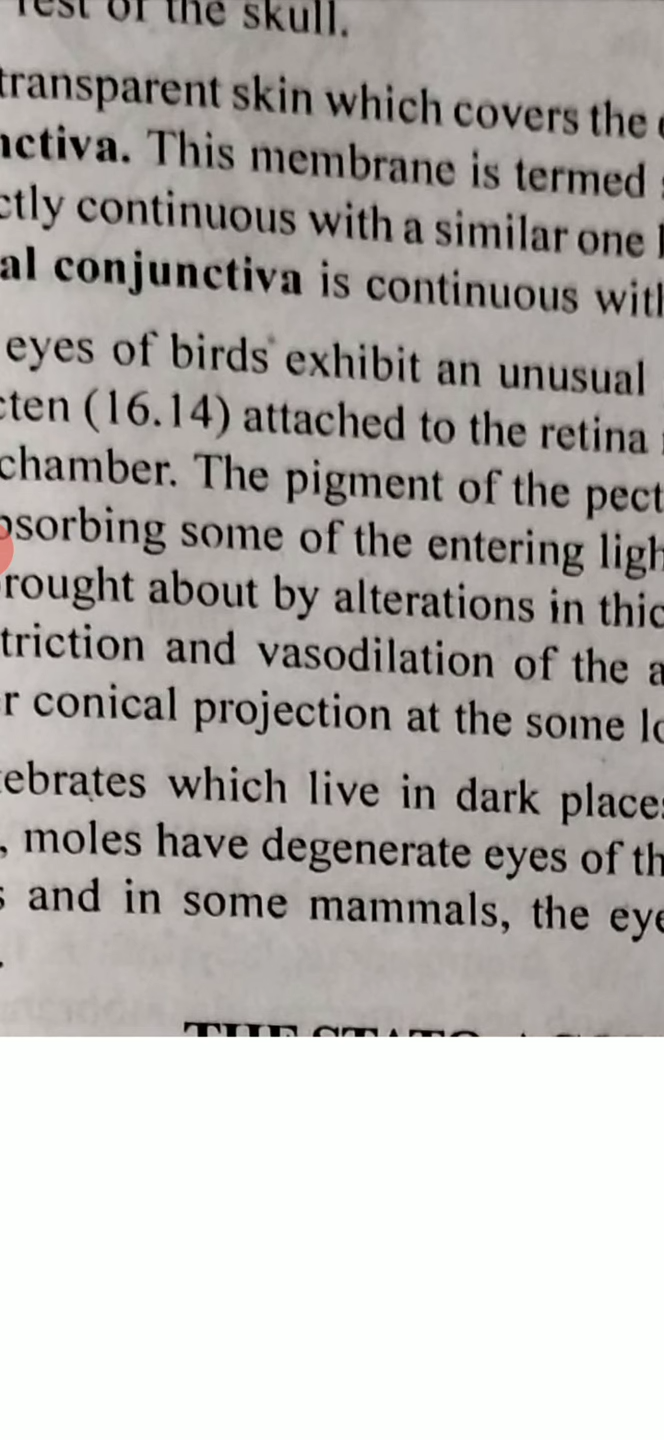 rest of the skull.
transparent skin which covers the
nctiva. This membrane is termed
ctly continuous with a similar one
al conjunctiva is continuous with
eyes of birds exhibit an unusual
cten (16.14) attached to the retina
chamber. The pigment of the pect
bsorbing some of the entering ligh
rought about by alterations in thic
triction and vasodilation of the a
r conical projection at the some lo
tebrates which live in dark places
, moles have degenerate eyes of th
s and in some mammals, the eye
THE STATO